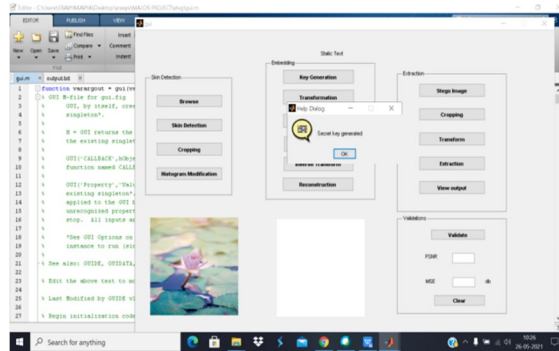 Editor - C:\Users\
EDITOR PUBLISH VIEW
Find Files Insert
New Open Save Compare Comment
Print Indent
FILE
gui.m × output.txt ×
gui
1 function varargout = gui(va
2 % GUI M-file for gui.fig
3 % GUI, by itself, crea
4 % singleton*.
5 %
6 % H = GUI returns the
7 % the existing singlet
8 %
9 % GUI('CALLBACK',hObje
10 % function named CALLB
11 %
12 % GUI('Property','Valu
13 % existing singleton*.
14 % applied to the GUI b
15 % unrecognized propert
16 % stop. All inputs ar
17 %
18 % *See GUI Options on
19 % instance to run (sin
20 %
21 % See also: GUIDE, GUIDATA,
22
23 % Edit the above text to mo
24
25 % Last Modified by GUIDE v2
26
27 % Begin initialization code
Static Text
Skin Detection
Browse
Skin Detection
Cropping
Histogram Modification
Embedding
Key Generation
Transformation
Inverse Transform
Reconstruction
Help Dialog
Secret key generated
OK
Extraction
Stego Image
Cropping
Transform
Extraction
View output
Validations
Validate
PSNR
MSE db
Clear
Search for anything
10:26
26-05-2021